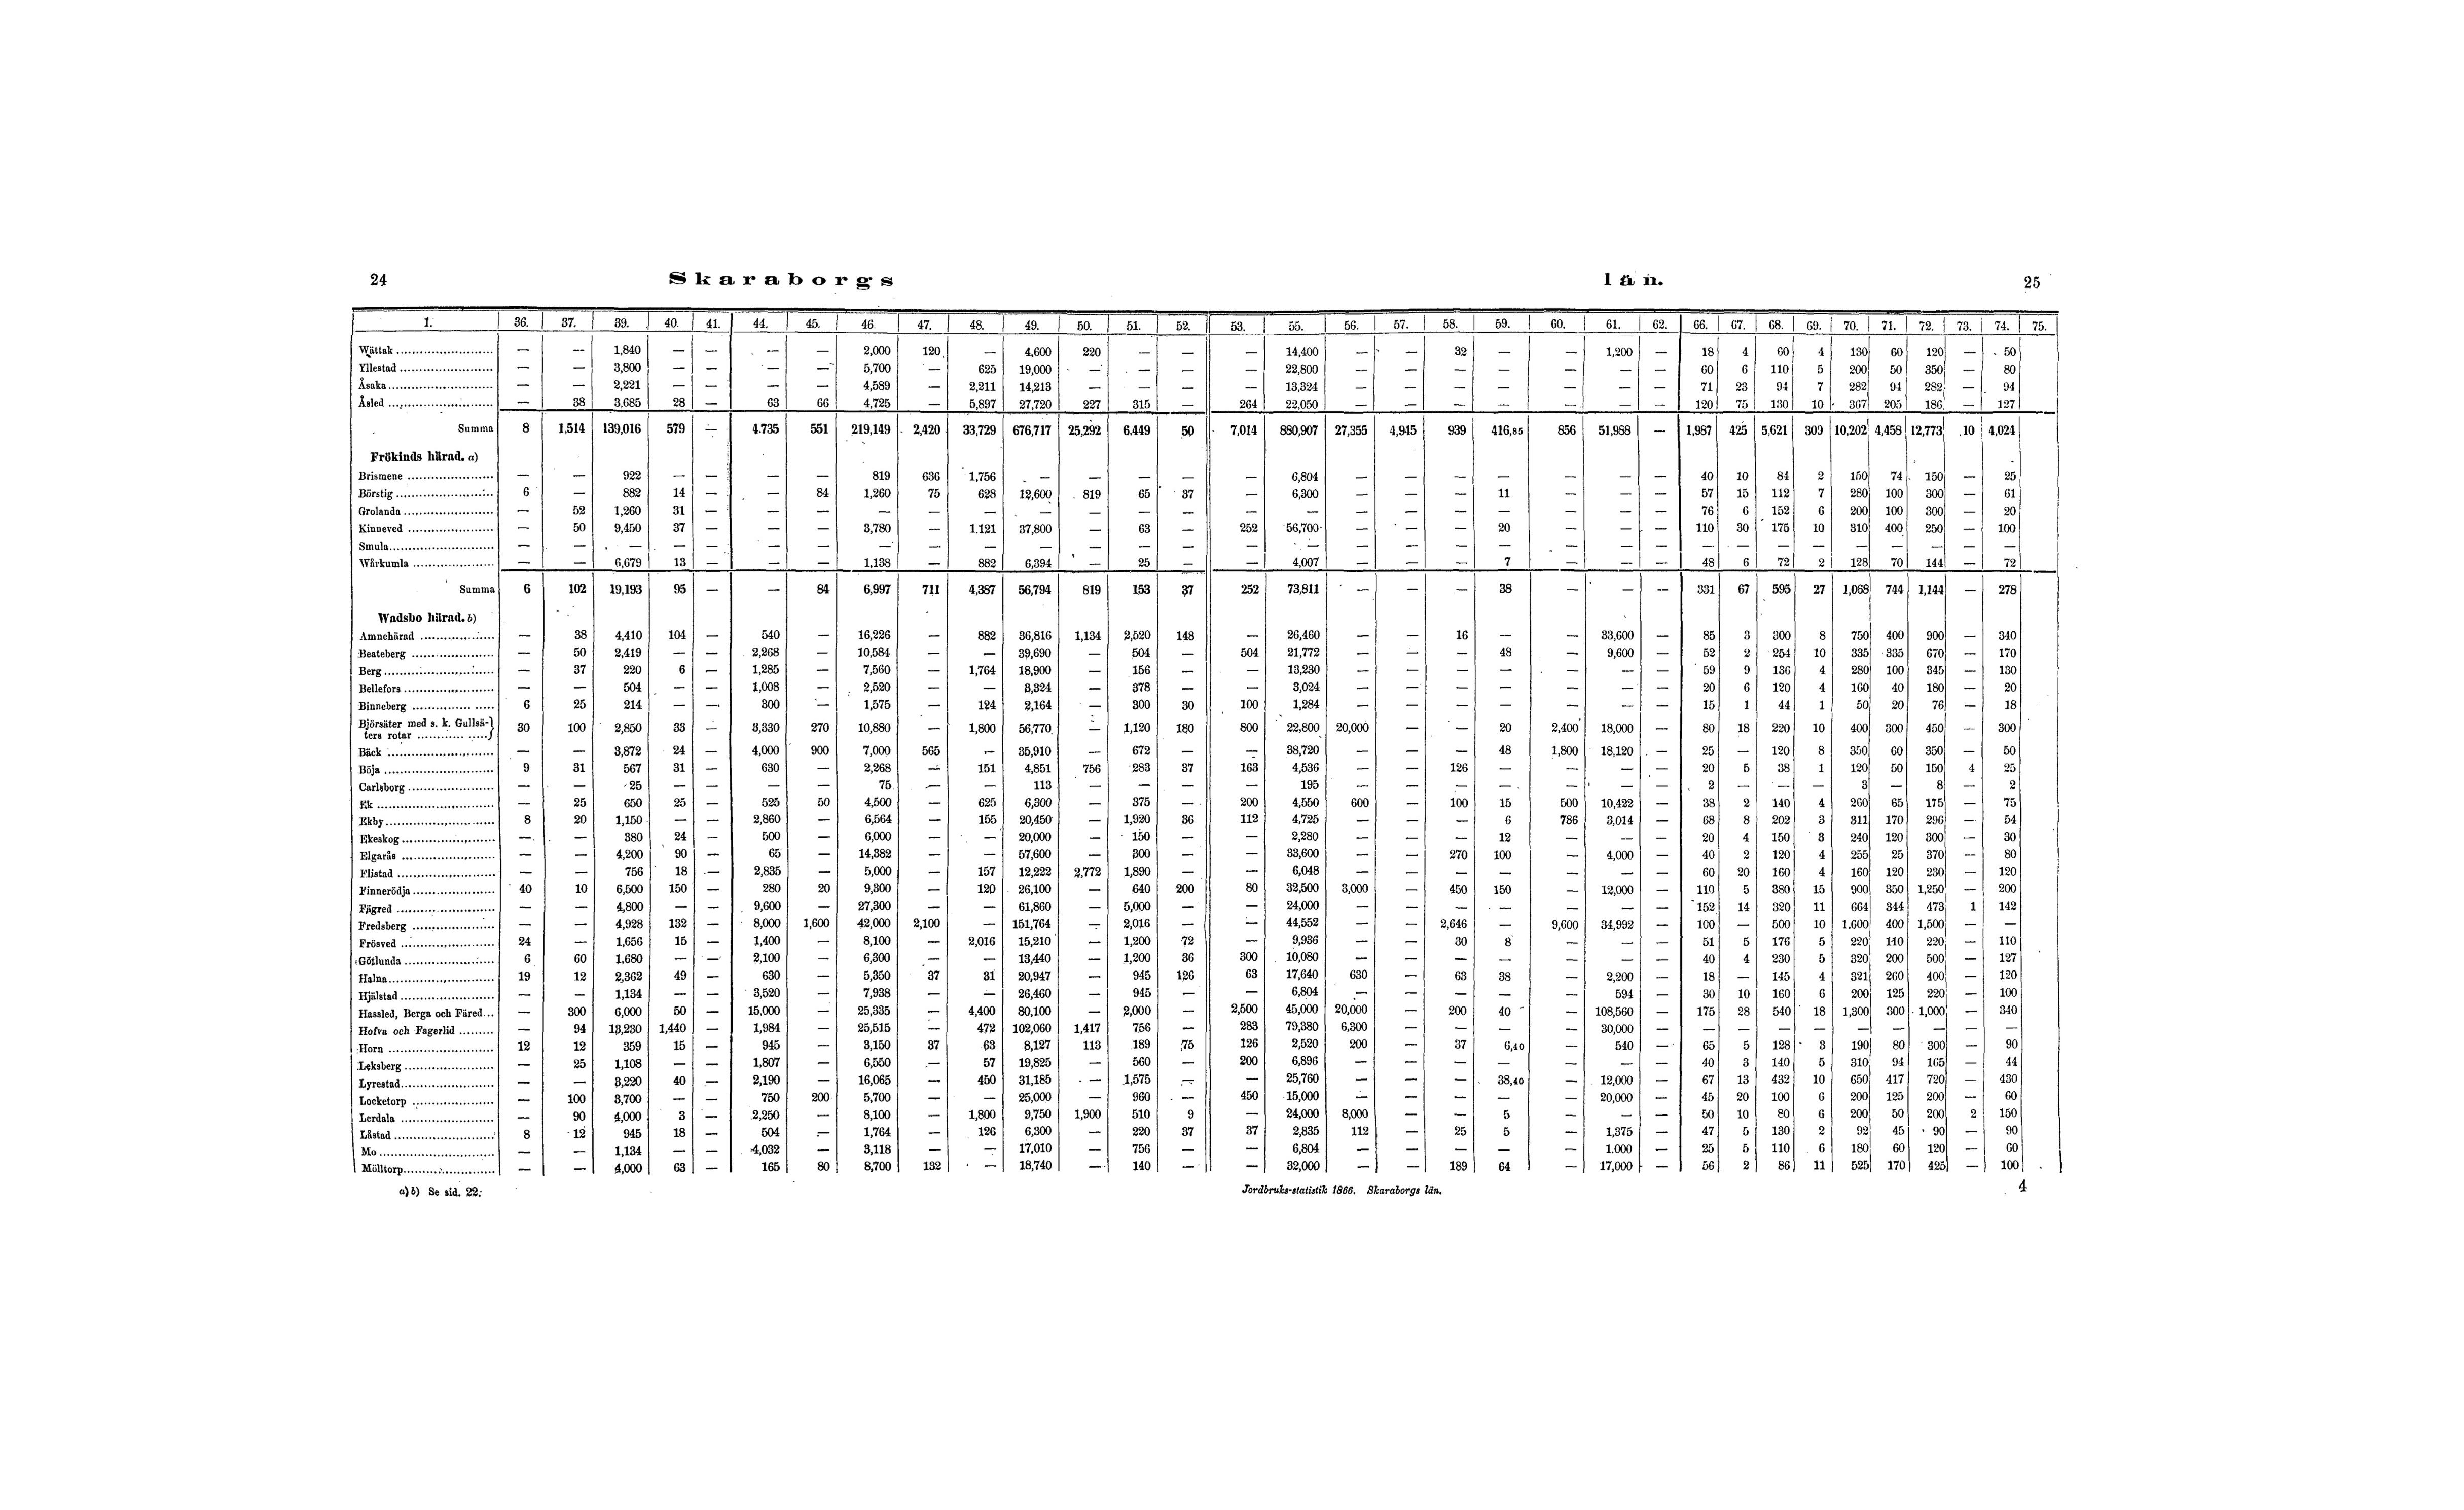 24 Skaraborgs län. 25
1. 36. 37. 39. 40. 41. 44. 45. 46. 47. 48. 49. 50. 51. 52. 53. 55. 56. 57. 58. 59. 60. 61. 62. 66. 67. 68. 69. 70. 71. 72. 73. 74. 75.
Wättak — — 1,840 — — — — 2,000 120 — 4,600 220 — — — 14,400 — — 32 — — 1,200 — 18 4 60 4 130 60 120 — 50
Yllestad — — 3,800 — — — — 5,700 — 625 19,000 — — — — 22,800 — — — — — — — 60 6 110 5 200 50 350 — 80
Åsaka — — 2,221 — — — — 4,589 — 2,211 14,213 — — — — 13,324 — — — — — — — 71 23 94 7 282 94 282 — 94
Åsled — 38 3,685 28 — 63 66 4,725 — 5,897 27,720 227 315 — 264 22,050 — — — — — — — 120 75 130 10 367 205 186 — 127
Summa 8 1,514 139,016 579 — 4.735 551 219,149 2,420 33,729 676,717 25,292 6.449 50 7,014 880,907 27,355 4,945 939 416,85 856 51,988 — 1,987 425 5,621 309 10,202 4,458 12,773 10 4,024
Frökinds härad. a)
Brismene — — 922 — — — — 819 636 1,756 — — — — — 6,804 — — — — — — — 40 10 84 2 150 74 150 — 25
Börstig 6 — 882 14 — — 84 1,260 75 628 12,600 819 65 37 — 6,300 — — — 11 — — — 57 15 112 7 280 100 300 — 61
Grolanda — 52 1,260 31 — — — — — — — — — — — — — — — — — — — 76 6 152 6 200 100 300 — 20
Kinneved — 50 9,450 37 — — — 3,780 — 1.121 37,800 — 63 — 252 56,700 — — — 20 — — — 110 30 175 10 310 400 250 — 100
Smula — — — — — — — — — — — — — — — — — — — — — — — — — — — — — — — —
Wårkumla — — 6,679 13 — — — 1,138 — 882 6,394 — 25 — — 4,007 — — — 7 — — — 48 6 72 2 128 70 144 — 72
Summa 6 102 19,193 95 — — 84 6,997 711 4,387 56,794 819 153 37 252 73,811 — — — 38 — — — 331 67 595 27 1,068 744 1,144 — 278
Wadsbo härad. b)
Amnehärad — 38 4,410 104 — 540 — 16,226 — 882 36,816 1,134 2,520 148 — 26,460 — — 16 — — 33,600 — 85 3 300 8 750 400 900 — 340
Beateberg — 50 2,419 — — 2,268 — 10,584 — — 39,690 — 504 — 504 21,772 — — — 48 — 9,600 — 52 2 254 10 335 335 670 — 170
Berg — 37 220 6 — 1,285 — 7,560 — 1,764 18,900 — 156 — — 13,230 — — — — — — — 59 9 136 4 280 100 345 — 130
Bellefors — — 504 — — 1,008 — 2,520 — — 3,324 — 378 — — 3,024 — — — — — — — 20 6 120 4 160 40 180 — 20
Binneberg 6 25 214 — — 300 — 1,575 — 124 2,164 — 300 30 100 1,284 — — — — — — — 15 1 44 1 50 20 76 — 18
Björsäter med s. k. Gullsä-
ters rotar 30 100 2,850 33 — 3,330 270 10,880 — 1,800 56,770 — 1,120 180 800 22,800 20,000 — — 20 2,400 18,000 — 80 18 220 10 400 300 450 — 300
Bäck — — 3,872 24 — 4,000 900 7,000 565 — 35,910 — 672 — — 38,720 — — — 48 1,800 18,120 — 25 — 120 8 350 60 350 — 50
Böja 9 31 567 31 — 630 — 2,268 — 151 4,851 756 283 37 163 4,536 — — 126 — — — — 20 5 38 1 120 50 150 4 25
Carlsborg — — 25 — — — — 75 — — 113 — — — — 195 — — — — — — — 2 — — — 3 — 8 — 2
Ek — 25 650 25 — 525 50 4,500 — 625 6,300 — 375 — 200 4,550 600 — 100 15 500 10,422 — 38 2 140 4 260 65 175 — 75
Ekby 8 20 1,150 — — 2,860 — 6,564 — 155 20,450 — 1,920 36 112 4,725 — — — 6 786 3,014 — 68 8 202 3 311 170 296 — 54
Ekeskog — — 380 24 — 500 — 6,000 — — 20,000 — 150 — — 2,280 — — — 12 — — — 20 4 150 3 240 120 300 — 30
Elgarås — — 4,200 90 — 65 — 14,382 — — 57,600 — 300 — — 33,600 — — 270 100 — 4,000 — 40 2 120 4 255 25 370 — 80
Flistad — — 756 18 — 2,835 — 5,000 — 157 12,222 2,772 1,890 — — 6,048 — — — — — — — 60 20 160 4 160 120 230 — 120
Finnerödja 40 10 6,500 150 — 280 20 9,300 — 120 26,100 — 640 200 80 32,500 3,000 — 450 150 — 12,000 — 110 5 380 15 900 350 1,250 — 200
Fägred — — 4,800 — — 9,600 — 27,300 — — 61,860 — 5,000 — — 24,000 — — — — — — — 152 14 320 11 664 344 473 1 142
Fredsberg — — 4,928 132 — 8,000 1,600 42,000 2,100 — 151,764 — 2,016 — — 44,552 — — 2,646 — 9,600 34,992 — 100 — 500 10 1.600 400 1,500 — —
Frösved 24 — 1,656 15 — 1,400 — 8,100 — 2,016 15,210 — 1,200 72 — 9,936 — — 30 8 — — — 51 5 176 5 220 110 220 — 110
Götlunda 6 60 1.680 — — 2,100 — 6,300 — — 13,440 — 1,200 36 300 10,080 — — — — — — — 40 4 230 5 320 200 500 — 127
Halna 19 12 2,362 49 — 630 — 5,350 37 31 20,947 — 945 126 63 17,640 630 — 63 38 — 2,200 — 18 — 145 4 321 260 400 — 120
Hjälstad — — 1,134 — — 3,520 — 7,938 — — 26,460 — 945 — — 6,804 — — — — — 594 — 30 10 160 6 200 125 220 — 100
Hassled, Berga och Färed — 300 6,000 50 — 15.000 — 25,335 — 4,400 80,100 — 2,000 — 2,500 45,000 20,000 — 200 40 — 108,560 — 175 28 540 18 1,300 300 1,000 — 340
Hofva och Fagerlid — 94 13,230 1,440 — 1,984 — 25,515 — 472 102,060 1,417 756 — 283 79,380 6,300 — — — — 30,000 — — — — — — — — — —
Horn 12 12 359 15 — 945 — 3,150 37 63 8,127 113 189 75 126 2,520 200 — 37 6,40 — 540 — 65 5 128 3 190 80 300 — 90
Leksberg — 25 1,108 — — 1,807 — 6,550 — 57 19,825 — 560 — 200 6,896 — — — — — — — 40 3 140 5 310 94 165 — 44
Lyrestad — — 3,220 40 — 2,190 — 16,065 — 450 31,185 — 1,575 — — 25,760 — — — 38,40 — 12,000 — 67 13 432 10 650 417 720 — 430
Locketorp — 100 3,700 — — 750 200 5,700 — — 25,000 — 960 — 450 15,000 — — — — — 20,000 — 45 20 100 6 200 125 200 — 60
Lerdala — 90 4,000 3 — 2,250 — 8,100 — 1,800 9,750 1,900 510 9 — 24,000 8,000 — — 5 — — — 50 10 80 6 200 50 200 2 150
Låstad 8 12 945 18 — 504 — 1,764 — 126 6,300 — 220 37 37 2,835 112 — 25 5 — 1,375 — 47 5 130 2 92 45 90 — 90
Mo — — 1,134 — — 4,032 — 3,118 — — 17,010 — 756 — — 6,804 — — — — — 1.000 — 25 5 110 6 180 60 120 — 60
Mölltorp — — 4,000 63 — 165 80 8,700 132 — 18,740 — 140 — — 32,000 — — 189 64 — 17,000 — 56 2 86 11 525 170 425 — 100
a) b) Se sid. 22.
Jordbruks-statistik 1866. Skaraborgs län. 4